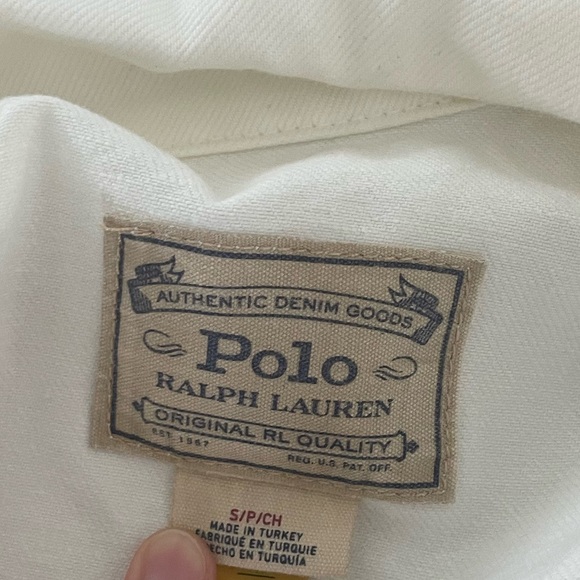 AUTHENTIC DENIM GOODS
Polo
RALPH LAUREN
ORIGINAL RL QUALITY
EST. 1967
REG. U.S. PAT. OFF.
S/P/CH
MADE IN TURKEY
FABRIQUÉ EN TURQUIE
HECHO EN TURQUÍA